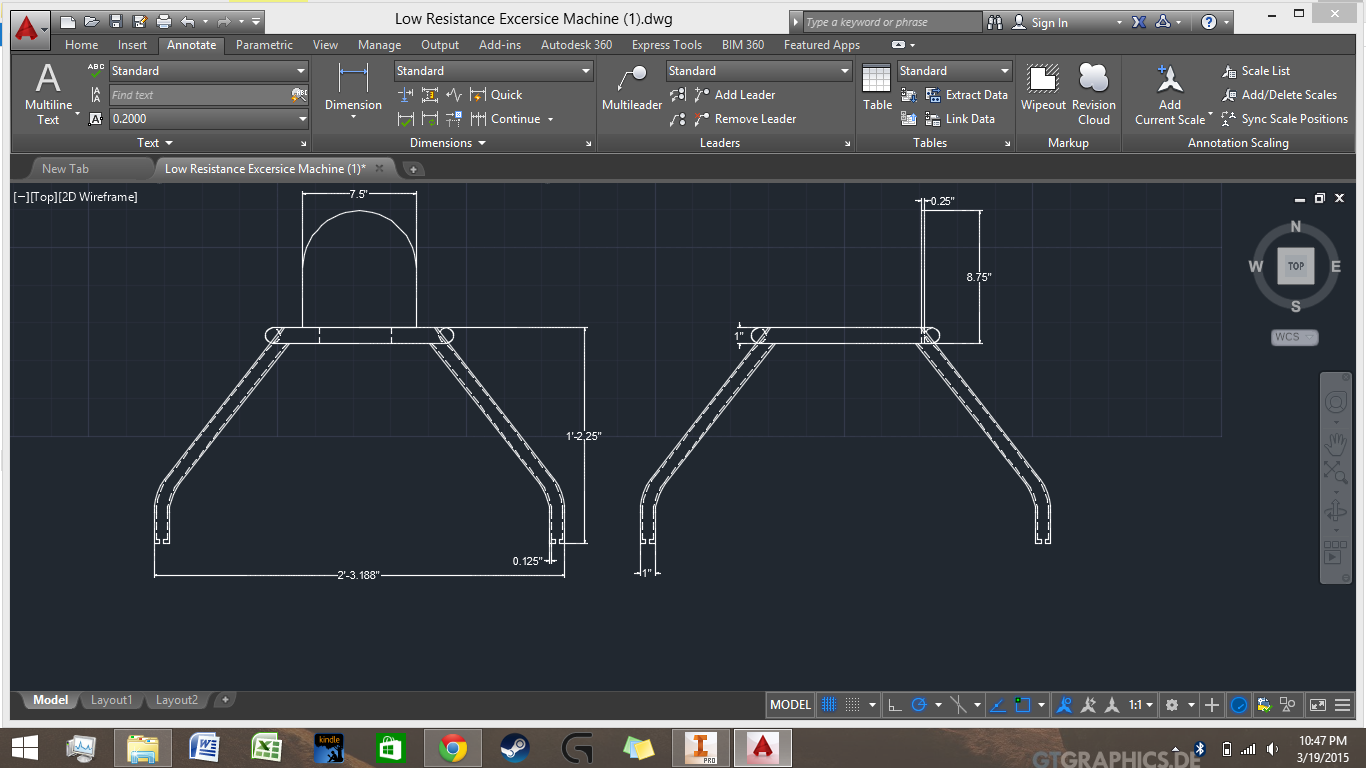 Low Resistance Excersice Machine (1).dwg
Type a keyword or phrase
Sign In
Home Insert Annotate Parametric View Manage Output Add-ins Autodesk 360 Express Tools BIM 360 Featured Apps
A
Multiline
Text
ABC
Standard
Find text
0.2000
Text
Dimension
Standard
Quick
Continue
Dimensions
Multileader
Standard
Add Leader
Remove Leader
Leaders
Table
Standard
Extract Data
Link Data
Tables
Wipeout
Revision
Cloud
Markup
Add
Current Scale
Scale List
Add/Delete Scales
Sync Scale Positions
Annotation Scaling
New Tab
Low Resistance Excersice Machine (1)*
[−][Top][2D Wireframe]
7.5"
0.25"
8.75"
1"
1'-2.25"
0.125"
2'-3.188"
1"
N
W TOP E
S
WCS
Model Layout1 Layout2
MODEL
1:1
kindle
PRO
GTGRAPHICS.DE
10:47 PM
3/19/2015